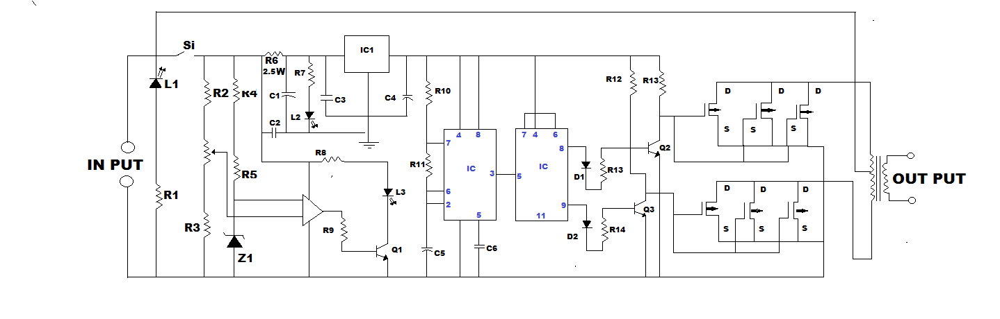 Si
IC1
R6
2.5W
L1
R2
R4
C1
R7
C3
C4
R10
R12
R13
D
D
D
L2
C2
S
S
S
4
8
7
7
4
6
IN PUT
R8
R11
IC
3
IC
8
5
Q2
R13
D1
OUT PUT
R5
R1
L3
6
2
9
D
D
D
R3
R9
5
11
D2
R14
Q3
S
S
S
Z1
Q1
C5
C6